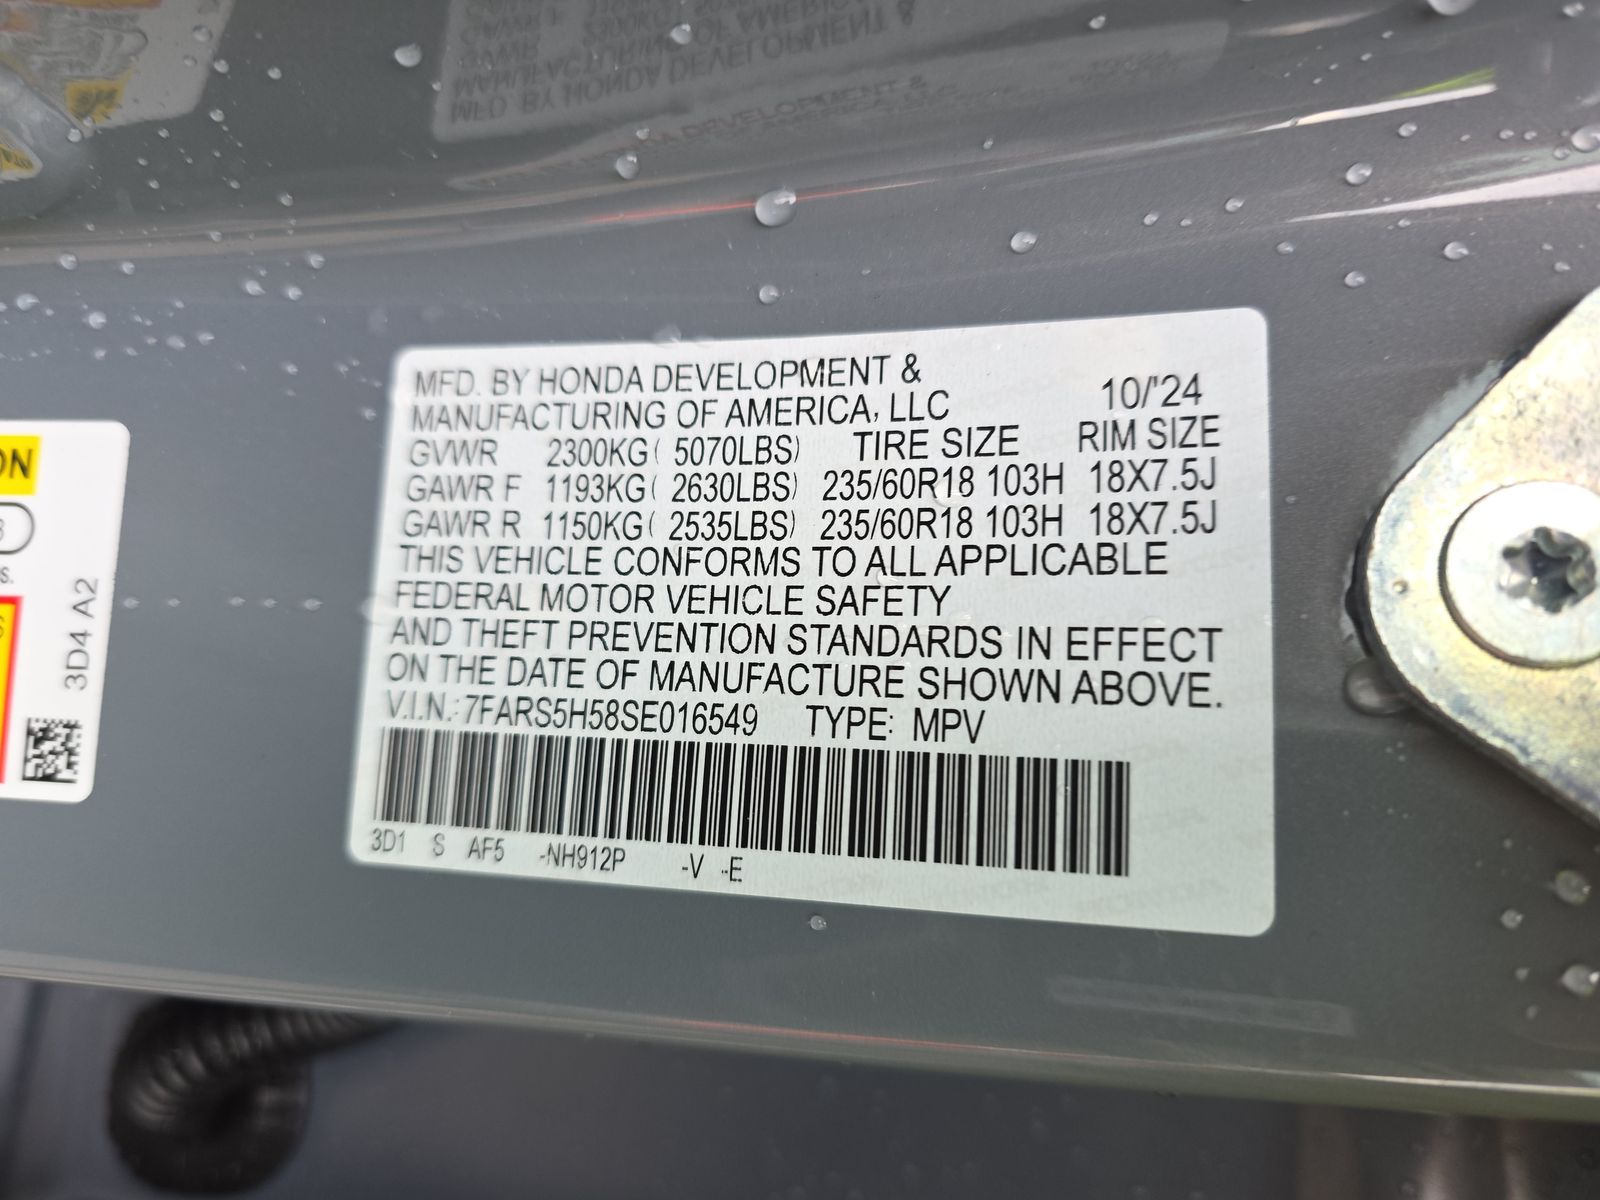 MFD. BY HONDA DEVELOPMENT &
MANUFACTURING OF AMERICA, LLC 10/'24
GVWR 2300KG( 5070LBS) TIRE SIZE RIM SIZE
GAWR F 1193KG( 2630LBS) 235/60R18 103H 18X7.5J
GAWR R 1150KG( 2535LBS) 235/60R18 103H 18X7.5J
THIS VEHICLE CONFORMS TO ALL APPLICABLE
FEDERAL MOTOR VEHICLE SAFETY
AND THEFT PREVENTION STANDARDS IN EFFECT
ON THE DATE OF MANUFACTURE SHOWN ABOVE.
V.I.N.: 7FARS5H58SE016549 TYPE: MPV
3D1 S AF5 -NH912P -V -E
3D4 A2